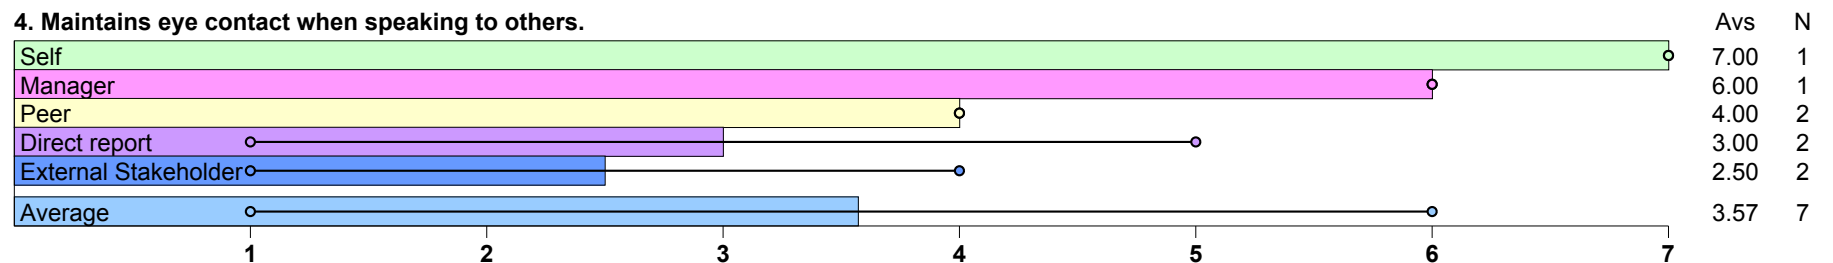 4. Maintains eye contact when speaking to others. Avs N
Self 7.00 1
Manager 6.00 1
Peer 4.00 2
Direct report 3.00 2
External Stakeholder 2.50 2
Average 3.57 7
1 2 3 4 5 6 7